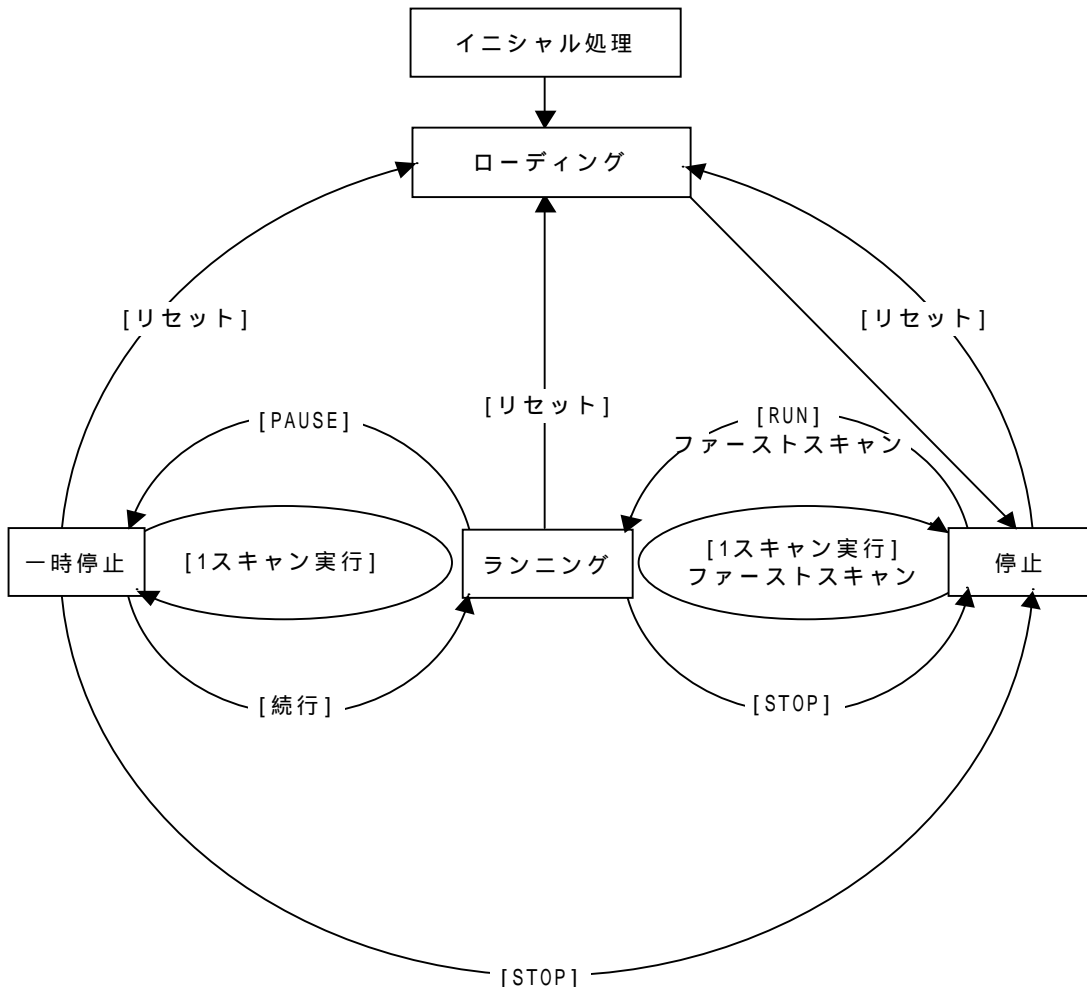 イニシャル処理
ローディング
[リセット]
[リセット]
[リセット]
[PAUSE]
[RUN]
ファーストスキャン
一時停止
[1スキャン実行]
ランニング
[1スキャン実行]
ファーストスキャン
停止
[続行]
[STOP]
[STOP]